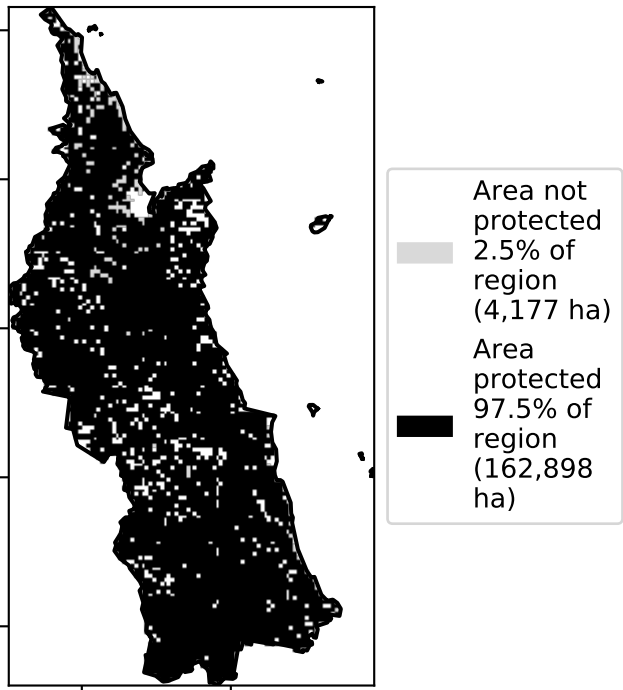 Area not
protected
2.5% of
region
(4,177 ha)
Area
protected
97.5% of
region
(162,898
ha)